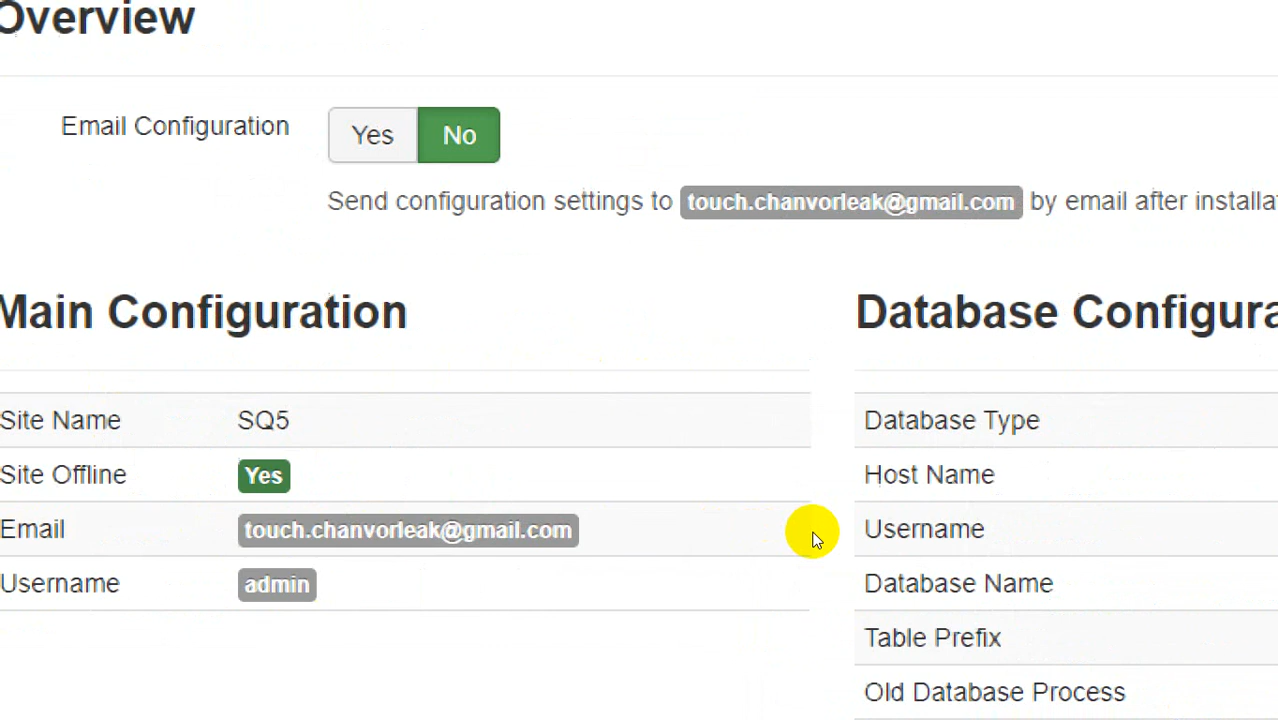 Overview
Email Configuration Yes No
Send configuration settings to touch.chanvorleak@gmail.com by email after installa
Main Configuration
Site Name SQ5
Site Offline Yes
Email touch.chanvorleak@gmail.com
Username admin
Database Configura
Database Type
Host Name
Username
Database Name
Table Prefix
Old Database Process